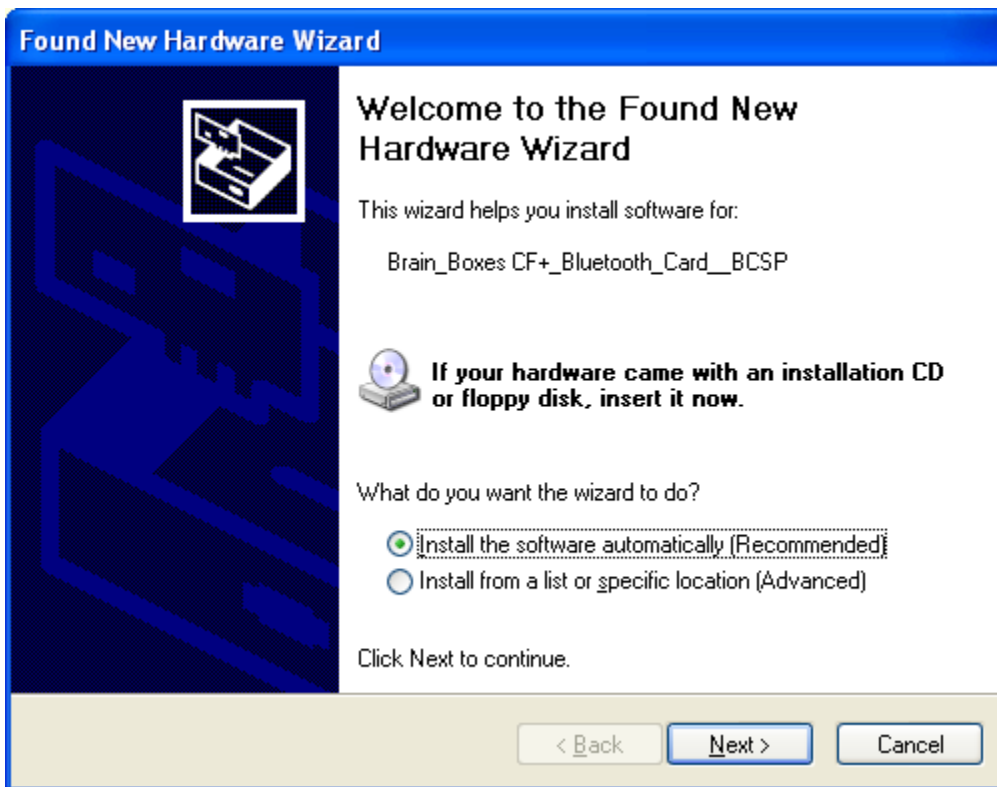 Found New Hardware Wizard
Welcome to the Found New
Hardware Wizard
This wizard helps you install software for:
Brain_Boxes CF+_Bluetooth_Card__BCSP
If your hardware came with an installation CD
or floppy disk, insert it now.
What do you want the wizard to do?
Install the software automatically (Recommended)
Install from a list or specific location (Advanced)
Click Next to continue.
< Back Next > Cancel